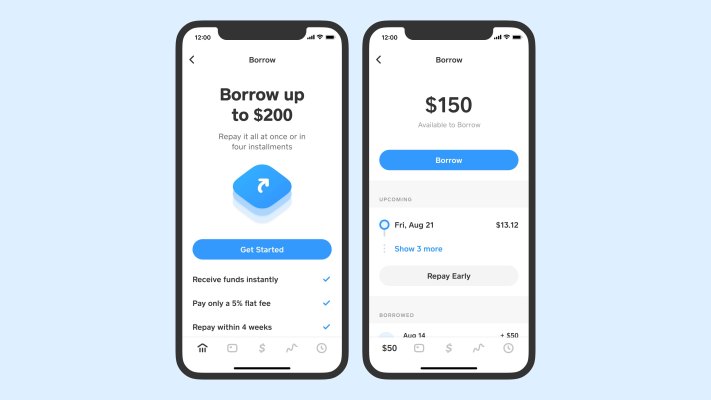 12:00
Borrow
Borrow up
to $200
Repay it all at once or in
four installments
Get Started
Receive funds instantly
Pay only a 5% flat fee
Repay within 4 weeks
$
12:00
Borrow
$150
Available to Borrow
Borrow
UPCOMING
Fri, Aug 21 $13.12
Show 3 more
Repay Early
BORROWED
Aug 14 + $50
$50 $